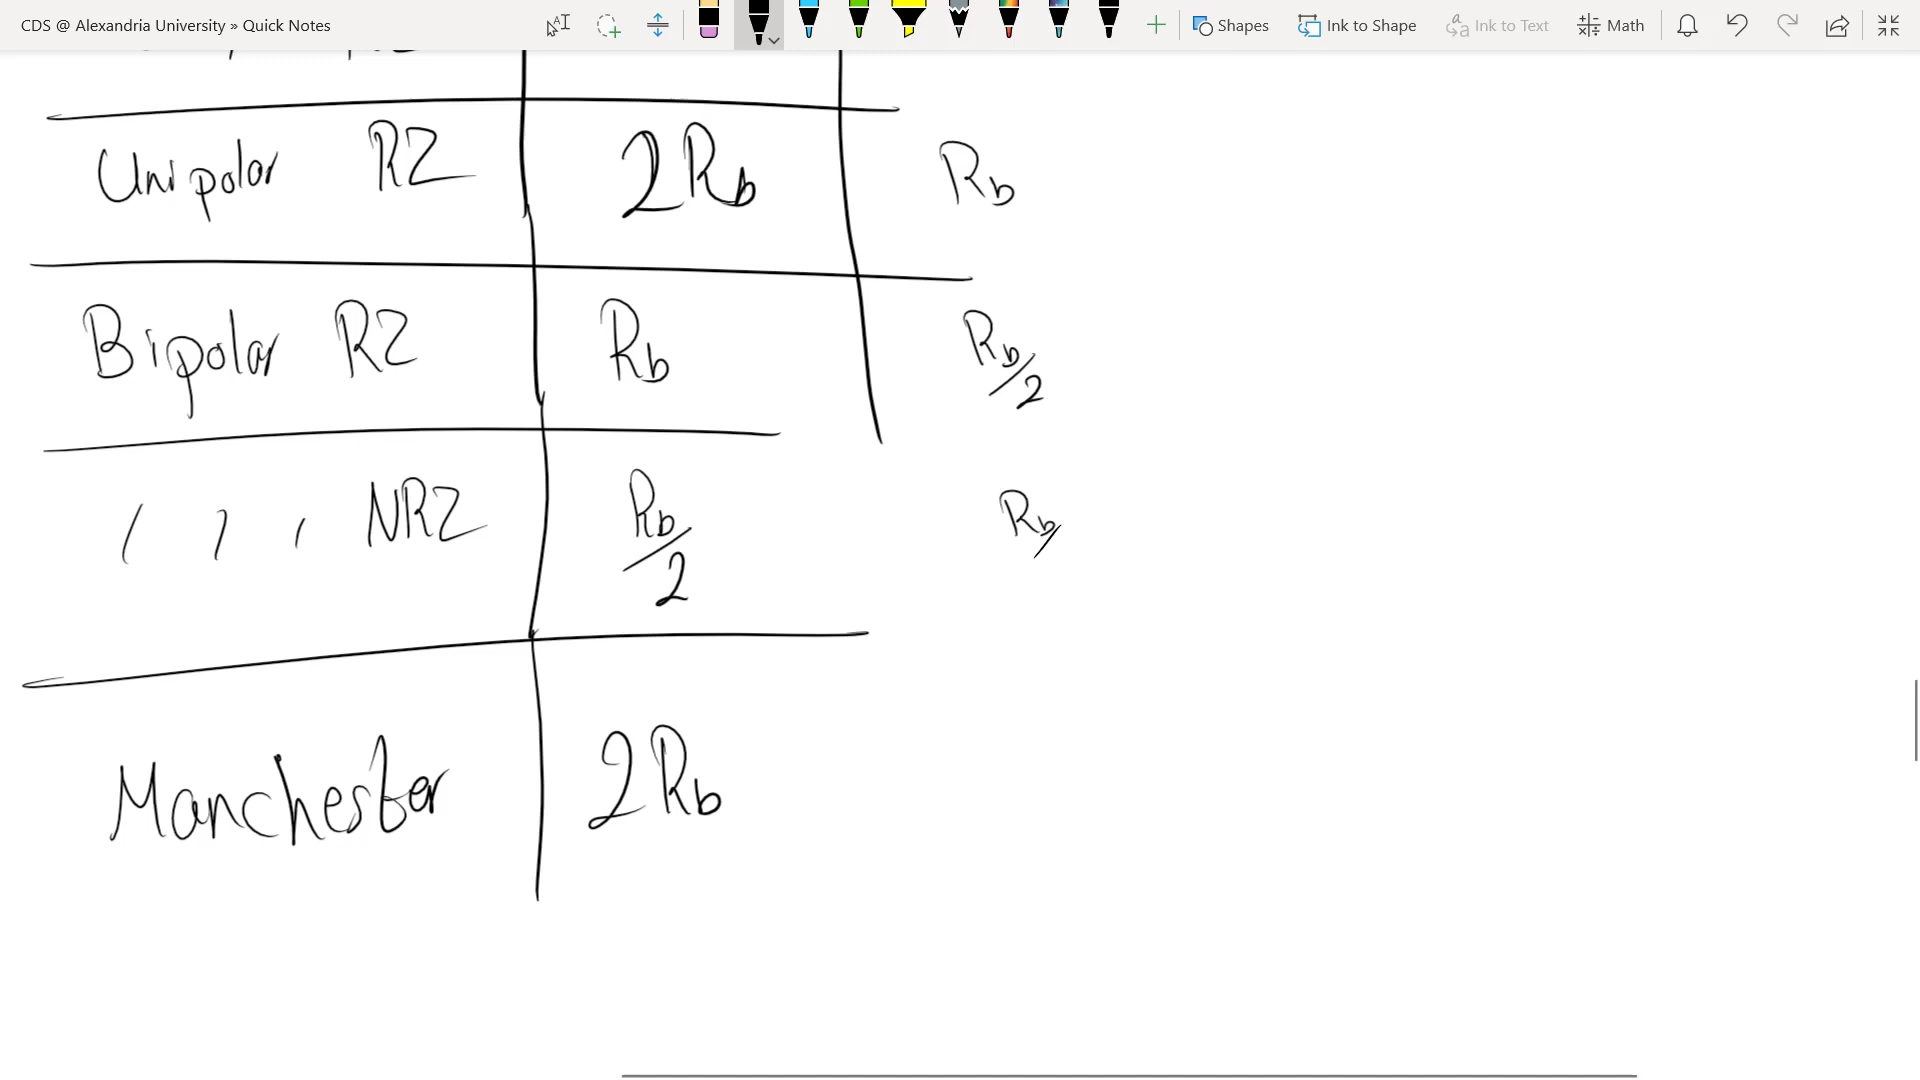 CDS @ Alexandria University » Quick Notes Shapes Ink to Shape Ink to Text Math
Unipolar RZ 2Rb Rb
Bipolar RZ Rb Rb/2
, , , NRZ Rb/2 Rb/
Manchester 2Rb